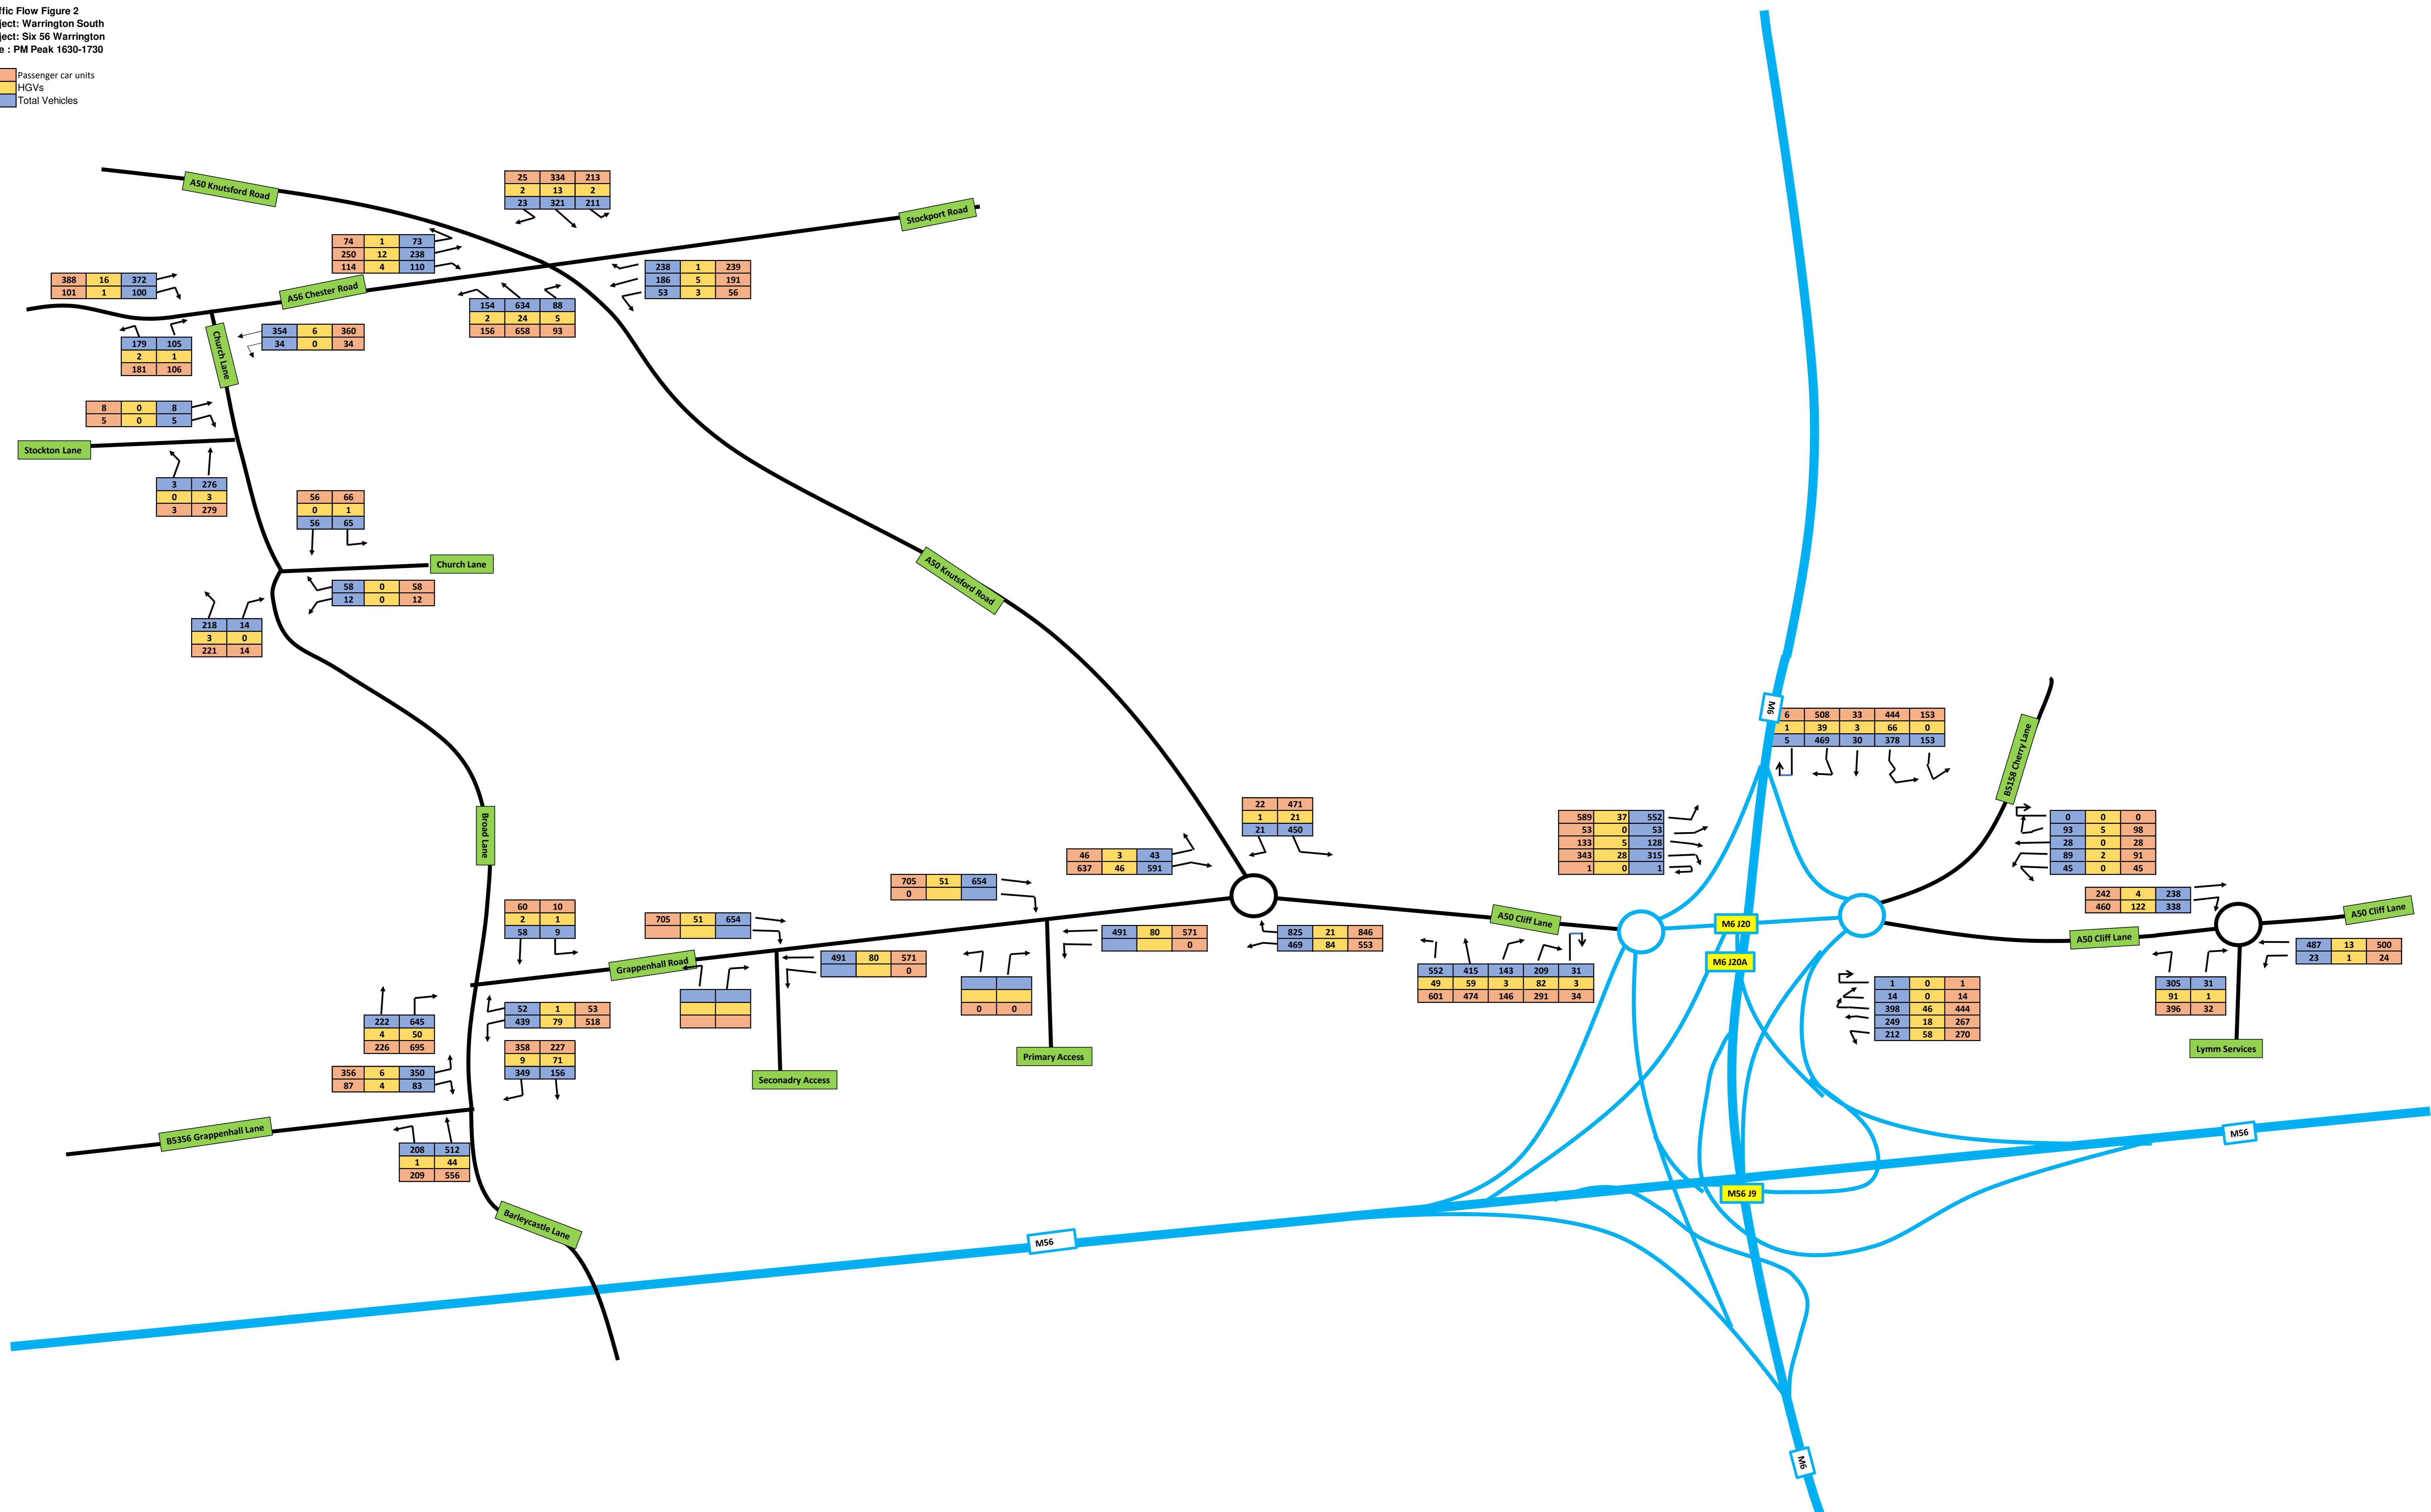 ffic Flow Figure 2
ject: Warrington South
ject: Six 56 Warrington
e : PM Peak 1630-1730
Passenger car units
HGVs
Total Vehicles
A50 Knutsford Road
25 334 213
2 13 2
23 321 211
Stockport Road
74 1 73
250 12 238
114 4 110
238 1 239
186 5 191
53 3 56
388 16 372
101 1 100
A56 Chester Road
154 634 88
2 24 5
156 658 93
Church Lane
354 6 360
34 0 34
179 105
2 1
181 106
8 0 8
5 0 5
Stockton Lane
3 276
0 3
3 279
56 66
0 1
56 65
Church Lane
58 0 58
12 0 12
218 14
3 0
221 14
A50 Knutsford Road
M6
6 508 33 444 153
1 39 3 66 0
5 469 30 378 153
B5158 Cherry Lane
Broad Lane
22 471
1 21
21 450
589 37 552
53 0 53
133 5 128
343 28 315
1 0 1
0 0 0
93 5 98
28 0 28
89 2 91
45 0 45
46 3 43
637 46 591
705 51 654
0
242 4 238
460 122 338
60 10
2 1
58 9
705 51 654
A50 Cliff Lane
M6 J20
A50 Cliff Lane
A50 Cliff Lane
491 80 571
0
825 21 846
469 84 553
487 13 500
23 1 24
Grappenhall Road
491 80 571
0
M6 J20A
552 415 143 209 31
49 59 3 82 3
601 474 146 291 34
305 31
91 1
396 32
0 0
1 0 1
14 0 14
398 46 444
249 18 267
212 58 270
52 1 53
439 79 518
222 645
4 50
226 695
358 227
9 71
349 156
Primary Access
Lymm Services
356 6 350
87 4 83
Seconadry Access
B5356 Grappenhall Lane
M56
208 512
1 44
209 556
M56 J9
Barleycastle Lane
M56
M6